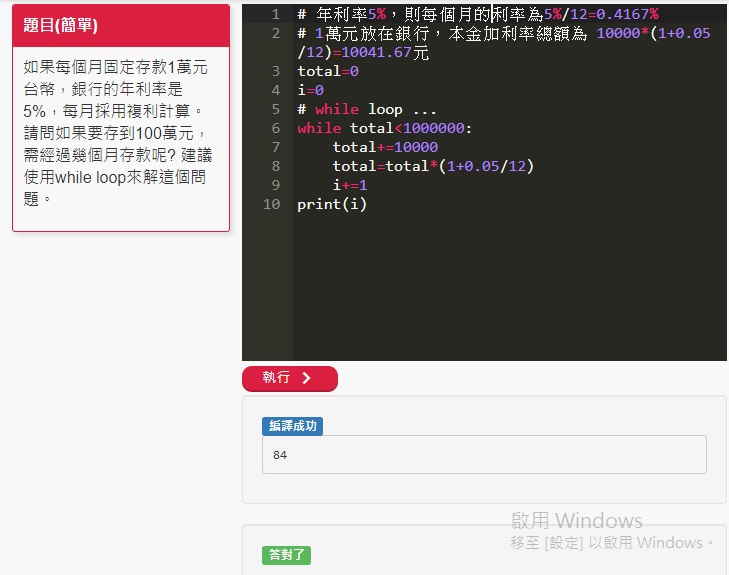 題目(簡單)
如果每個月固定存款1萬元
台幣，銀行的年利率是
5%，每月採用複利計算。
請問如果要存到100萬元，
需經過幾個月存款呢? 建議
使用while loop來解這個問
題。
1 # 年利率5%，則每個月的利率為5%/12=0.4167%
2 # 1萬元放在銀行，本金加利率總額為 10000*(1+0.05
/12)=10041.67元
3 total=0
4 i=0
5 # while loop ...
6 while total<1000000:
7     total+=10000
8     total=total*(1+0.05/12)
9     i+=1
10 print(i)
執行
編譯成功
84
啟用 Windows
移至 [設定] 以啟用 Windows。
答對了